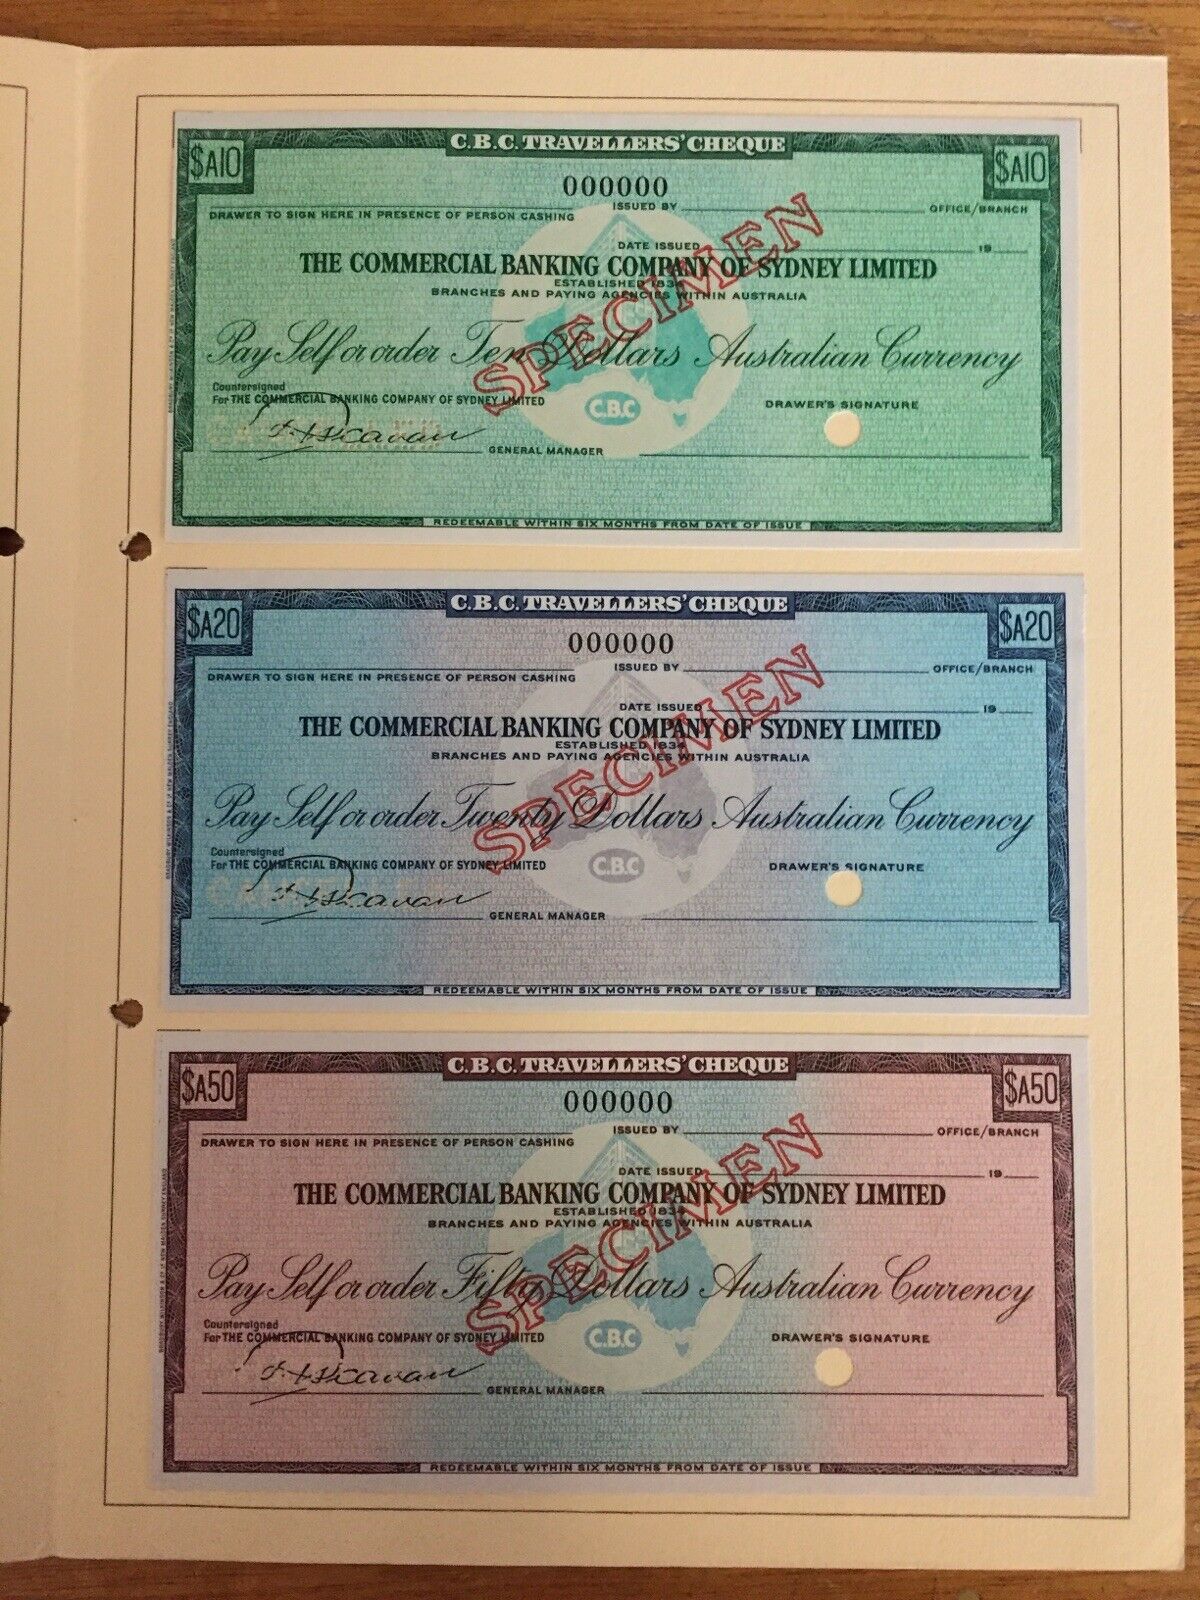 C.B.C. TRAVELLERS' CHEQUE
$A10 $A10
000000
ISSUED BY OFFICE/BRANCH
DRAWER TO SIGN HERE IN PRESENCE OF PERSON CASHING
DATE ISSUED 19
THE COMMERCIAL BANKING COMPANY OF SYDNEY LIMITED
ESTABLISHED 1834
BRANCHES AND PAYING AGENCIES WITHIN AUSTRALIA
SPECIMEN
Pay Self or order Ten Dollars Australian Currency
Countersigned
For THE COMMERCIAL BANKING COMPANY OF SYDNEY LIMITED
C.B.C
DRAWER'S SIGNATURE
GENERAL MANAGER
REDEEMABLE WITHIN SIX MONTHS FROM DATE OF ISSUE
C.B.C. TRAVELLERS' CHEQUE
$A20 $A20
000000
ISSUED BY OFFICE/BRANCH
DRAWER TO SIGN HERE IN PRESENCE OF PERSON CASHING
DATE ISSUED 19
THE COMMERCIAL BANKING COMPANY OF SYDNEY LIMITED
ESTABLISHED 1834
BRANCHES AND PAYING AGENCIES WITHIN AUSTRALIA
SPECIMEN
Pay Self or order Twenty Dollars Australian Currency
Countersigned
For THE COMMERCIAL BANKING COMPANY OF SYDNEY LIMITED
C.B.C
DRAWER'S SIGNATURE
GENERAL MANAGER
REDEEMABLE WITHIN SIX MONTHS FROM DATE OF ISSUE
C.B.C. TRAVELLERS' CHEQUE
$A50 $A50
000000
ISSUED BY OFFICE/BRANCH
DRAWER TO SIGN HERE IN PRESENCE OF PERSON CASHING
DATE ISSUED 19
THE COMMERCIAL BANKING COMPANY OF SYDNEY LIMITED
ESTABLISHED 1834
BRANCHES AND PAYING AGENCIES WITHIN AUSTRALIA
SPECIMEN
Pay Self or order Fifty Dollars Australian Currency
Countersigned
For THE COMMERCIAL BANKING COMPANY OF SYDNEY LIMITED
C.B.C
DRAWER'S SIGNATURE
GENERAL MANAGER
REDEEMABLE WITHIN SIX MONTHS FROM DATE OF ISSUE